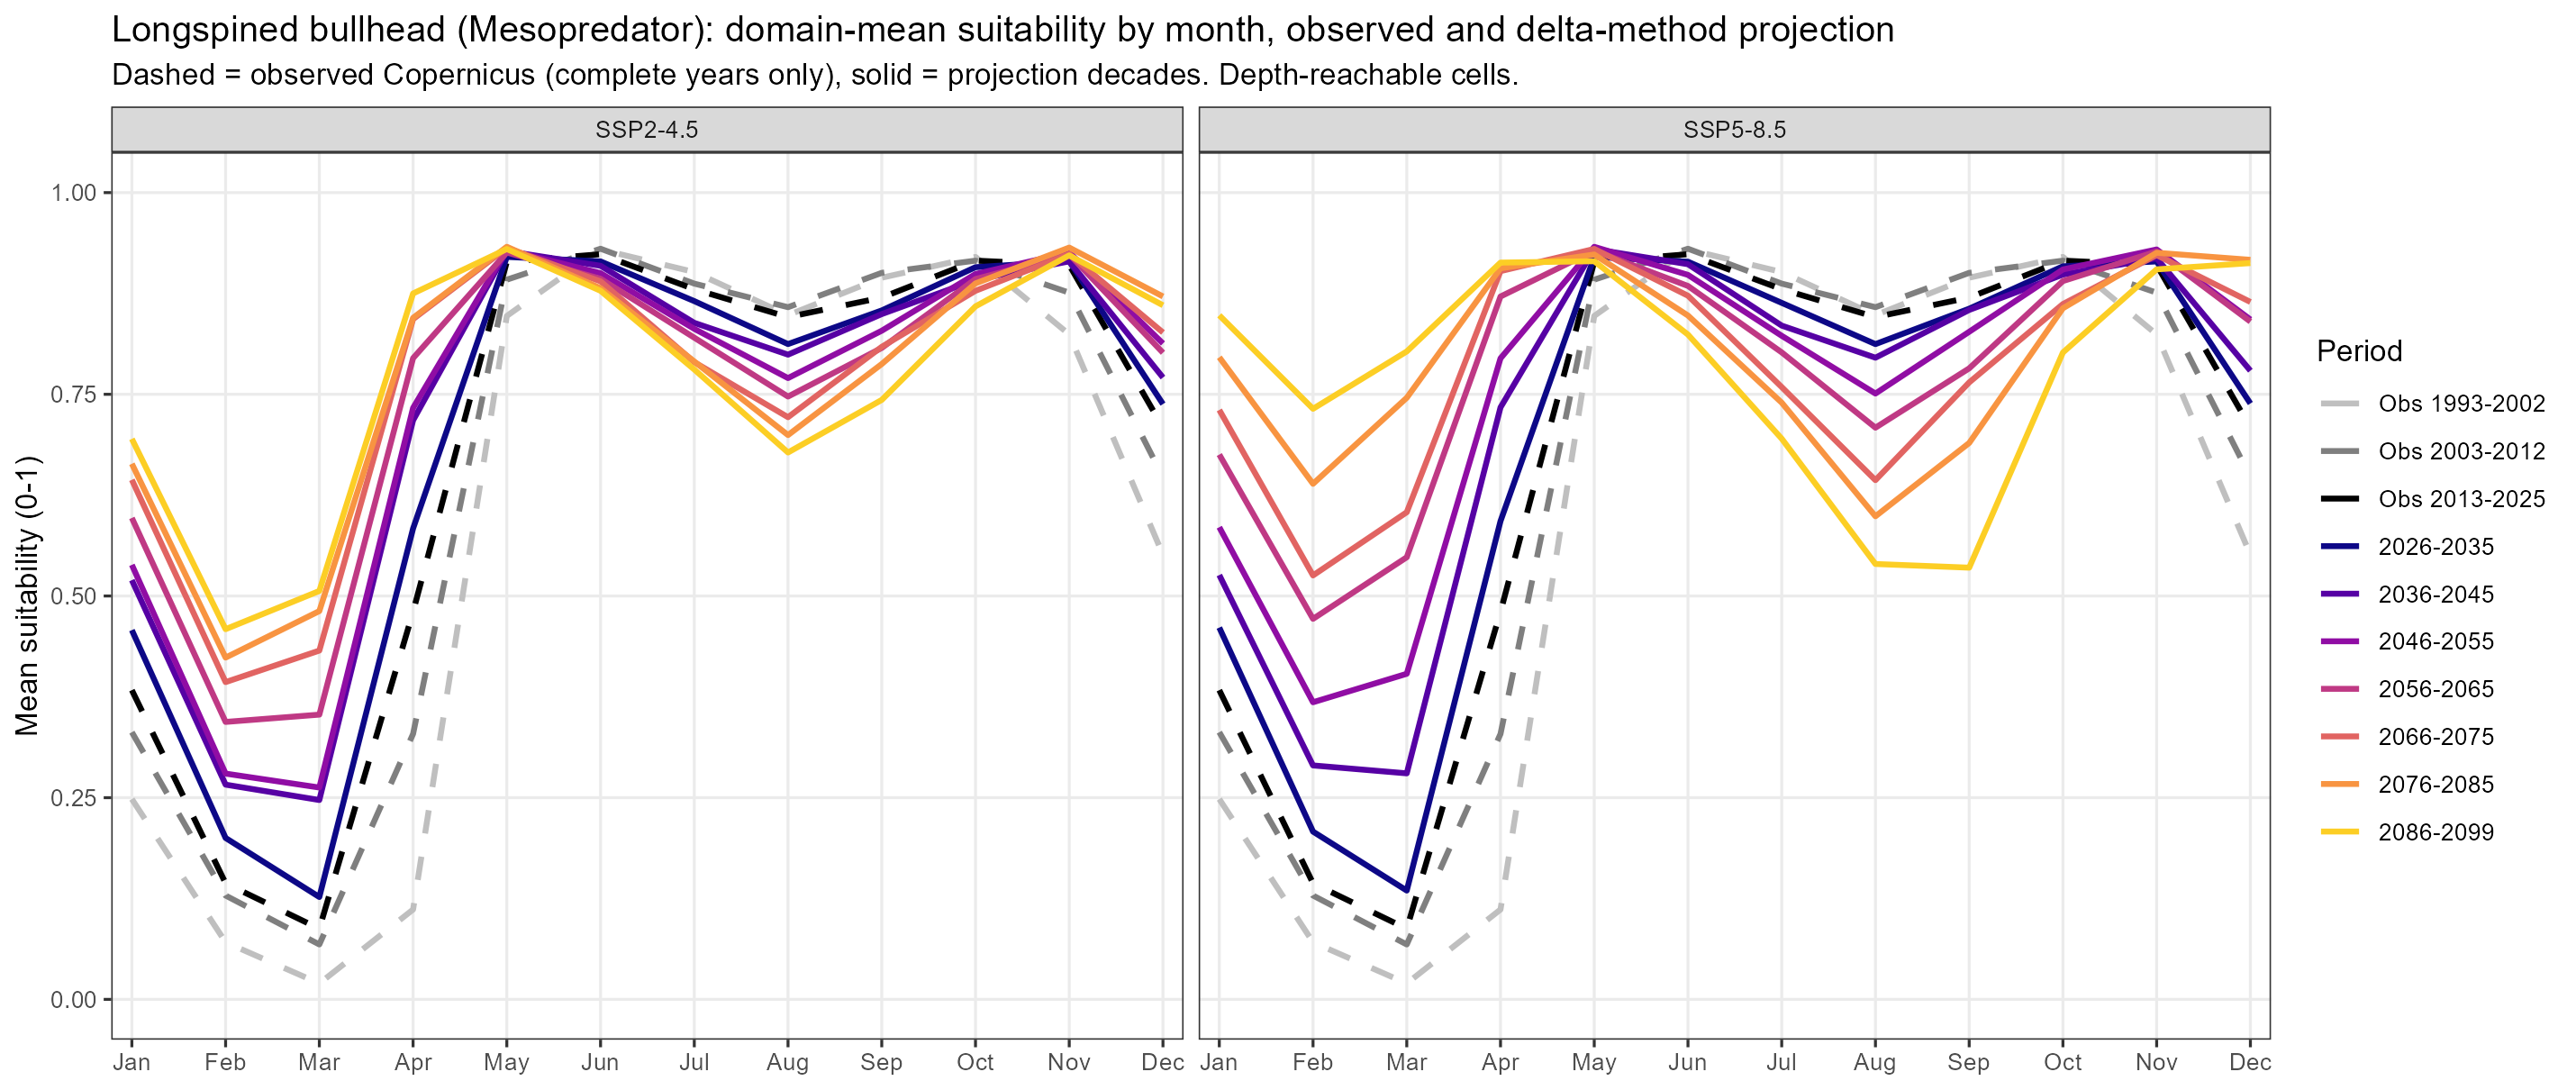 Longspined bullhead (Mesopredator): domain-mean suitability by month, observed and delta-method projection
Dashed = observed Copernicus (complete years only), solid = projection decades. Depth-reachable cells.
SSP2-4.5
SSP5-8.5
Mean suitability (0-1)
1.00
0.75
0.50
0.25
0.00
Jan Feb Mar Apr May Jun Jul Aug Sep Oct Nov Dec
Jan Feb Mar Apr May Jun Jul Aug Sep Oct Nov Dec
Period
Obs 1993-2002
Obs 2003-2012
Obs 2013-2025
2026-2035
2036-2045
2046-2055
2056-2065
2066-2075
2076-2085
2086-2099